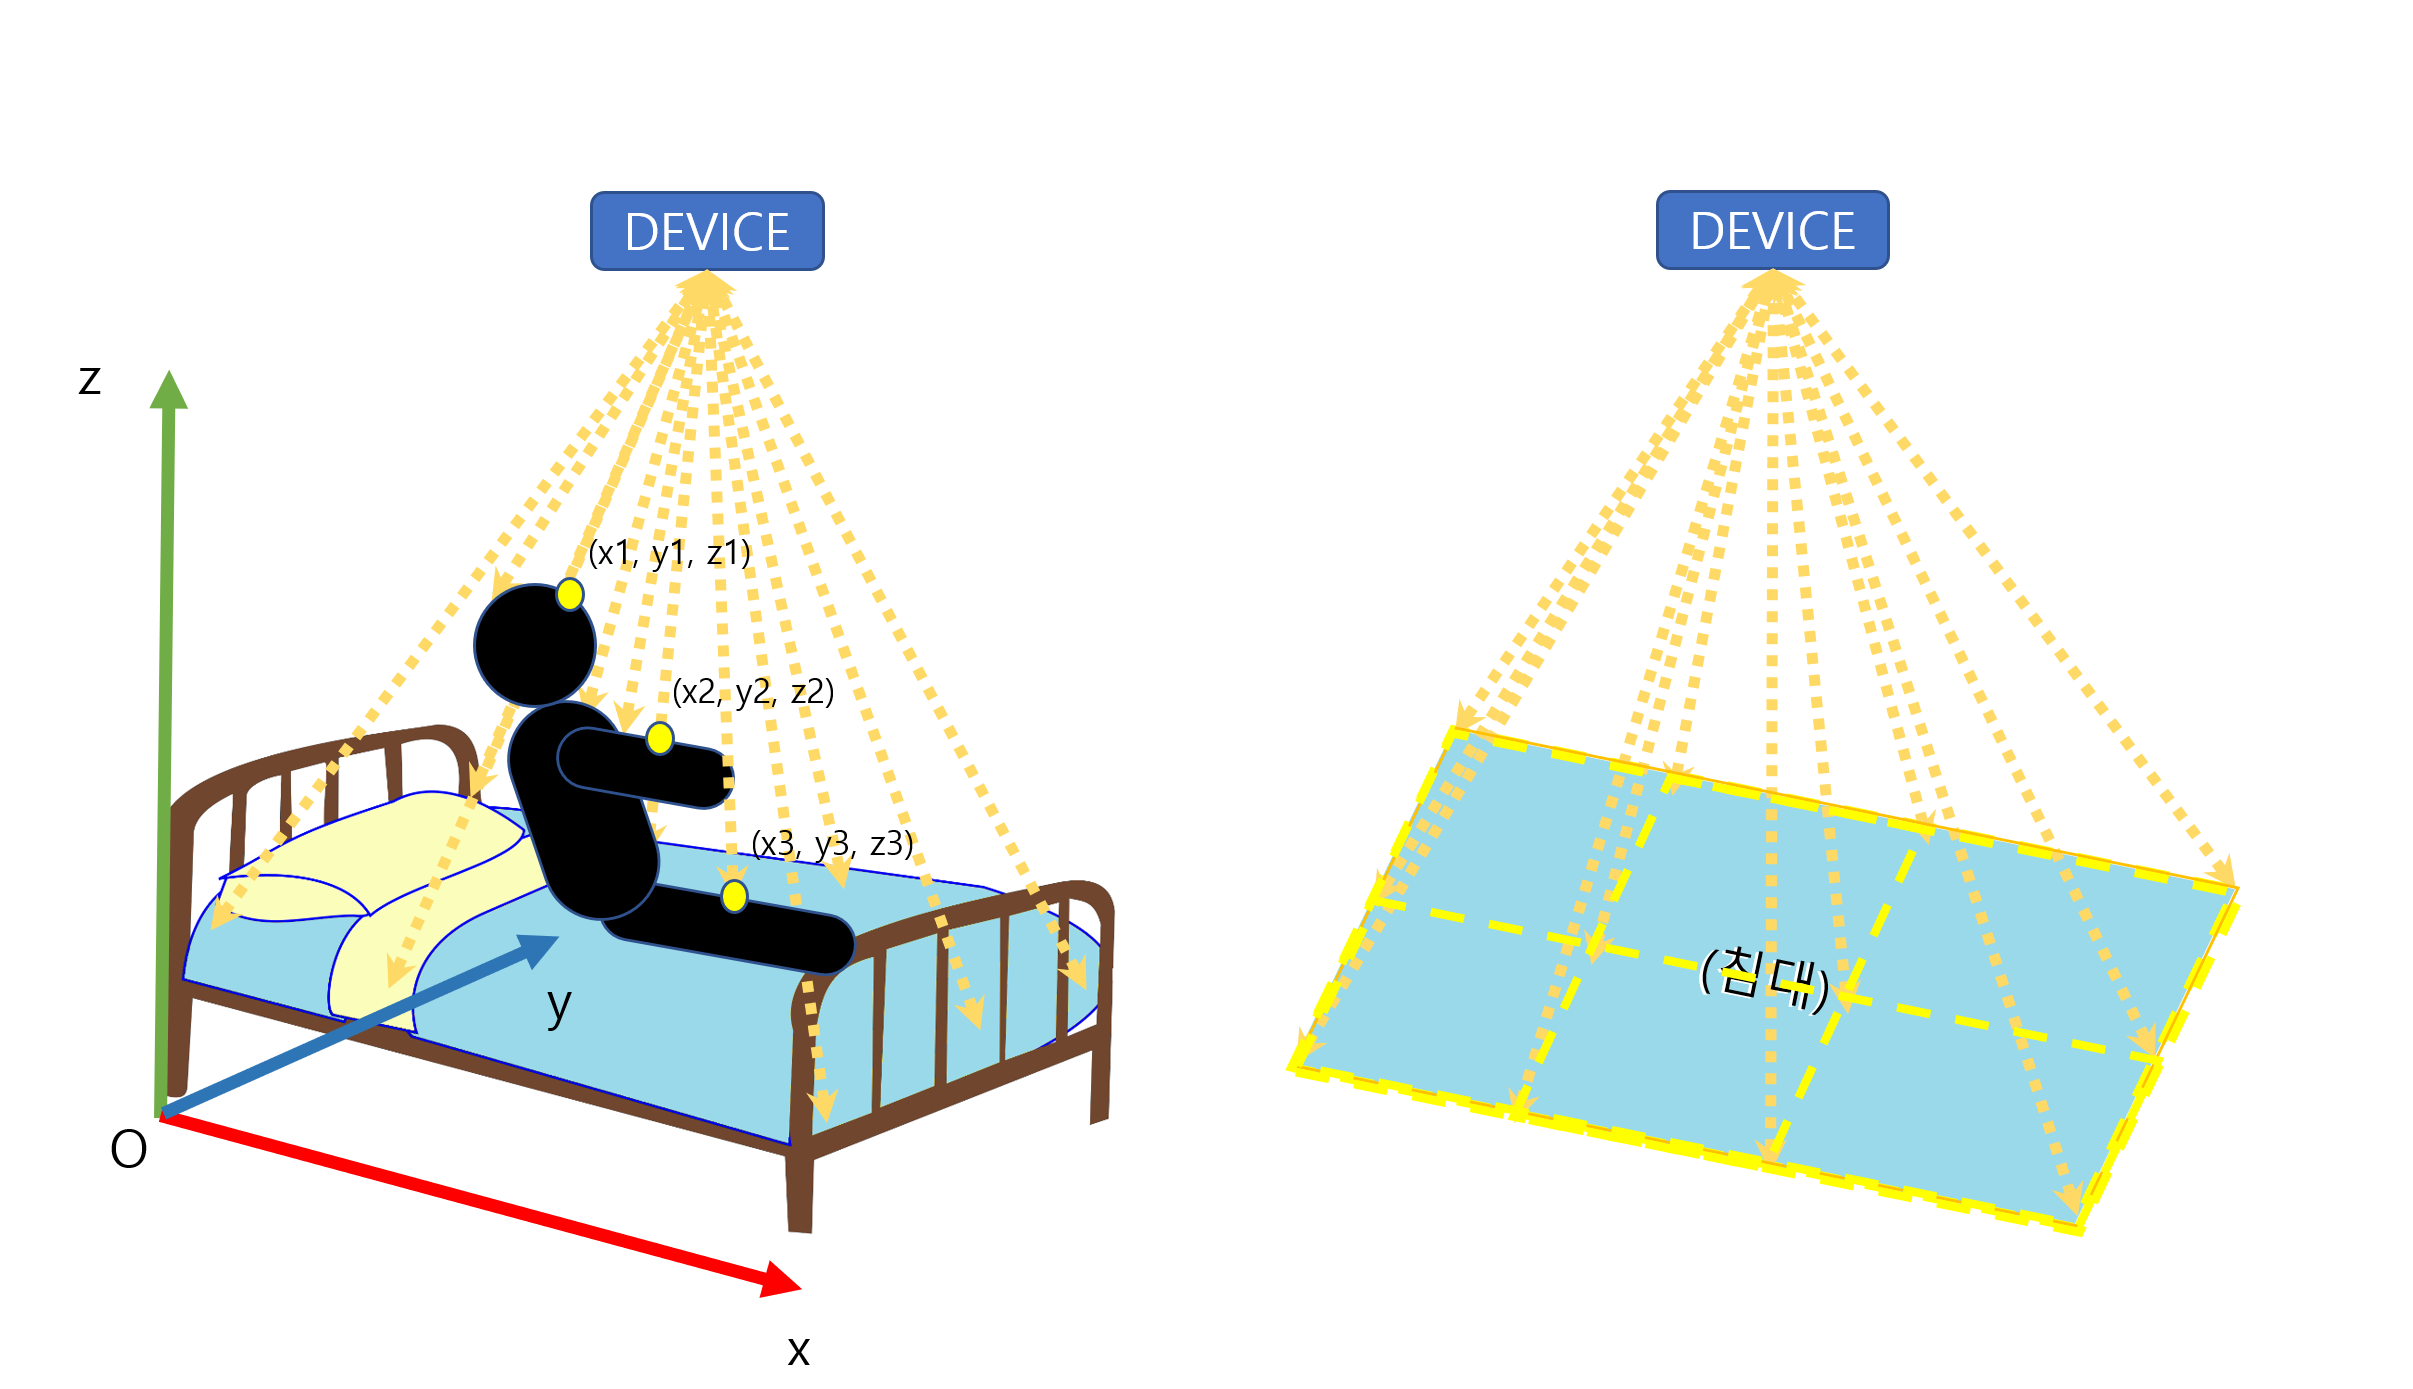 DEVICE
DEVICE
z
(x1, y1, z1)
(x2, y2, z2)
(x3, y3, z3)
(침대)
y
O
x